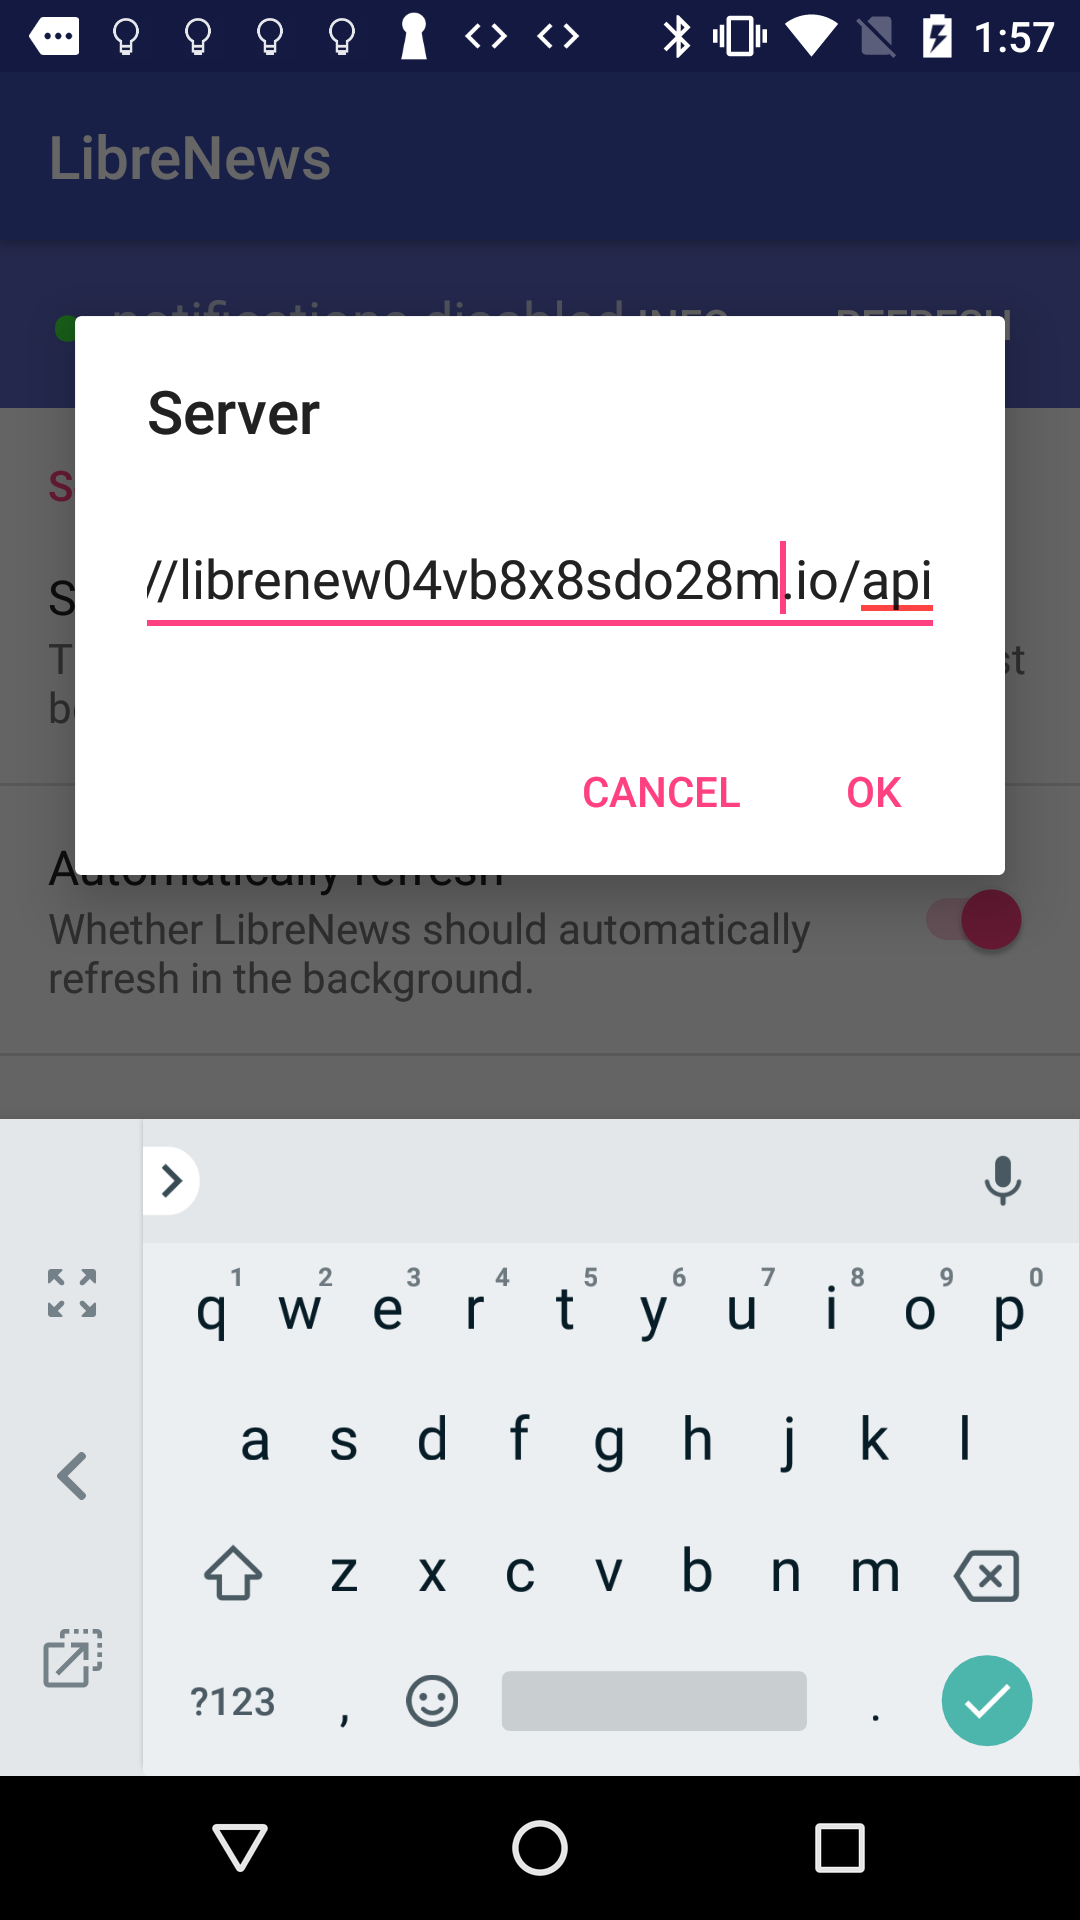 1:57
LibreNews
notifications disabled INFO REFRESH
Server
//librenew04vb8x8sdo28m.io/api
CANCEL OK
Automatically refresh
Whether LibreNews should automatically
refresh in the background.
1 2 3 4 5 6 7 8 9 0
q w e r t y u i o p
a s d f g h j k l
z x c v b n m
?123 , .